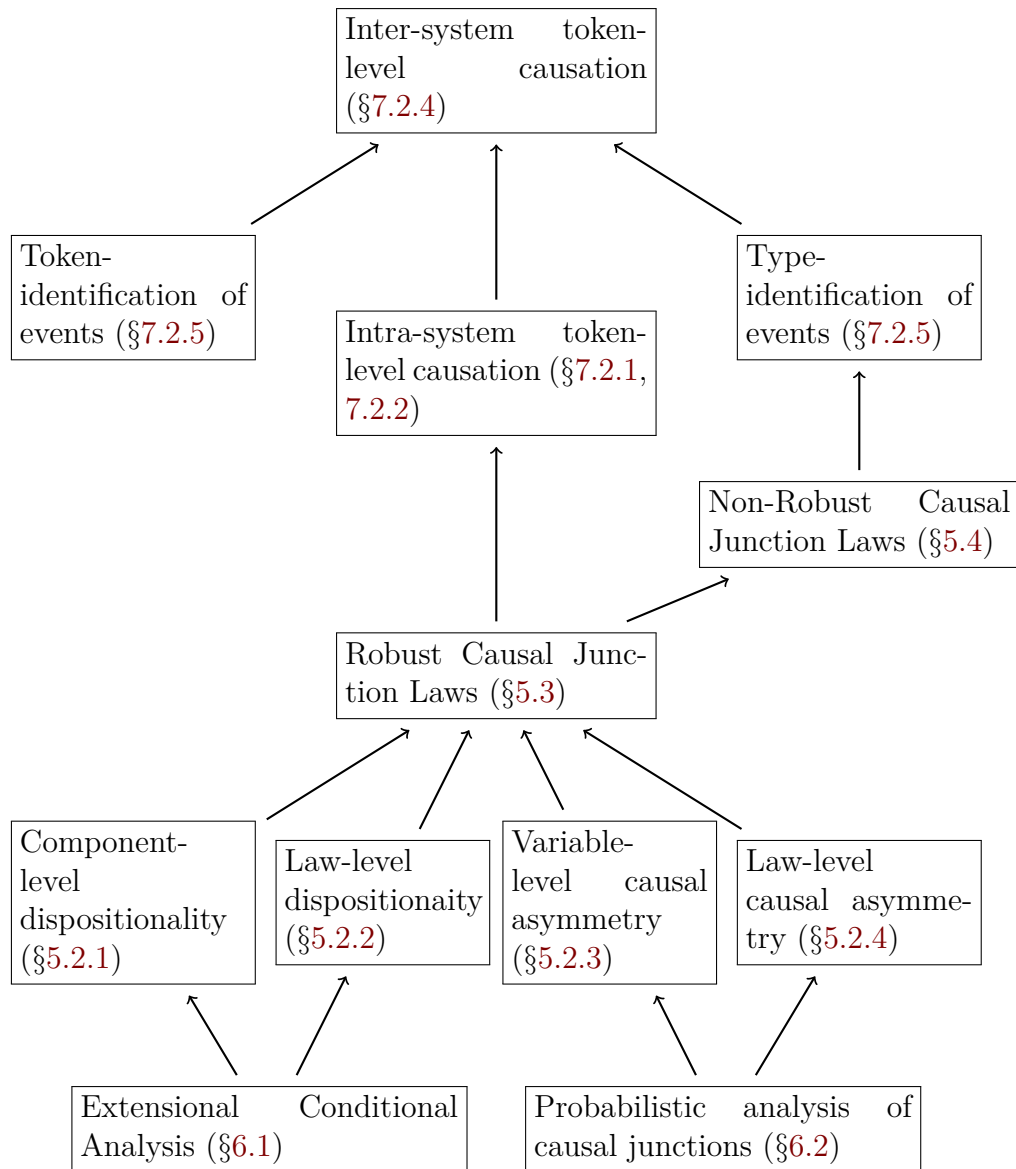 Inter-system token-
level causation
(§7.2.4)
Token-
identification of
events (§7.2.5)
Type-
identification of
events (§7.2.5)
Intra-system token-
level causation (§7.2.1,
7.2.2)
Non-Robust Causal
Junction Laws (§5.4)
Robust Causal Junc-
tion Laws (§5.3)
Component-
level
dispositionality
(§5.2.1)
Law-level
dispositionaity
(§5.2.2)
Variable-
level causal
asymmetry
(§5.2.3)
Law-level
causal asymme-
try (§5.2.4)
Extensional Conditional
Analysis (§6.1)
Probabilistic analysis of
causal junctions (§6.2)